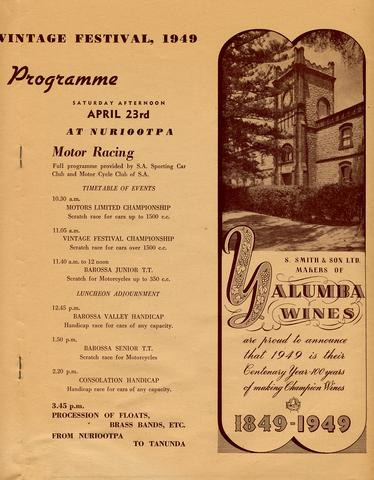 VINTAGE FESTIVAL, 1949
Programme
SATURDAY AFTERNOON
APRIL 23rd
AT NURIOOTPA
Motor Racing
Full programme provided by S.A. Sporting Car
Club and Motor Cycle Club of S.A.
TIMETABLE OF EVENTS
10.30 a.m.
MOTORS LIMITED CHAMPIONSHIP
Scratch race for cars up to 1500 c.c.
11.05 a.m.
VINTAGE FESTIVAL CHAMPIONSHIP
Scratch race for cars over 1500 c.c.
11.40 a.m. to 12 noon
BAROSSA JUNIOR T.T.
Scratch for Motorcycles up to 350 c.c.
LUNCHEON ADJOURNMENT
12.45 p.m.
BAROSSA VALLEY HANDICAP
Handicap race for cars of any capacity.
1.50 p.m.
BAROSSA SENIOR T.T.
Scratch race for Motorcycles
2.20 p.m.
CONSOLATION HANDICAP
Handicap race for cars of any capacity.
3.45 p.m.
PROCESSION OF FLOATS,
BRASS BANDS, ETC.
FROM NURIOOTPA
TO TANUNDA
S. SMITH & SON LTD.
MAKERS OF
YALUMBA
WINES
are proud to announce
that 1949 is their
Centenary Year-100 years
of making Champion Wines
1849-1949